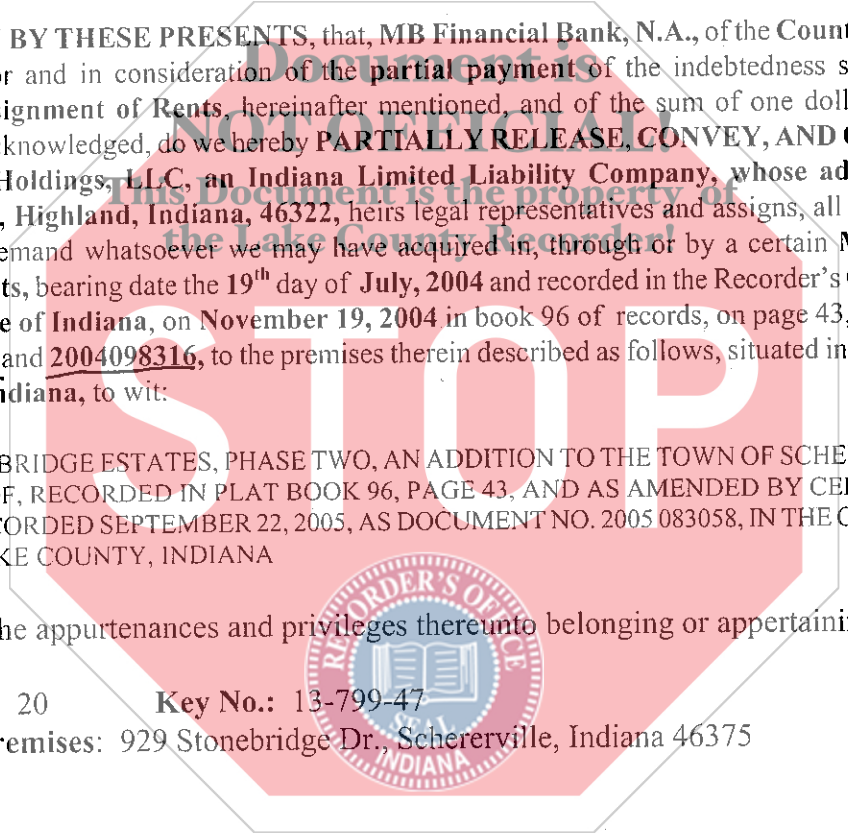 BY THESE PRESENTS, that, MB Financial Bank, N.A., of the Count
or and in consideration of the partial payment of the indebtedness s
signment of Rents, hereinafter mentioned, and of the sum of one doll
cknowledged, do we hereby PARTIALLY RELEASE, CONVEY, AND
Holdings, LLC, an Indiana Limited Liability Company, whose ad
, Highland, Indiana, 46322, heirs legal representatives and assigns, all
emand whatsoever we may have acquired in, through or by a certain M
ts, bearing date the 19th day of July, 2004 and recorded in the Recorder's
e of Indiana, on November 19, 2004 in book 96 of records, on page 43,
and 2004098316, to the premises therein described as follows, situated in
ndiana, to wit:
BRIDGE ESTATES, PHASE TWO, AN ADDITION TO THE TOWN OF SCHE
F, RECORDED IN PLAT BOOK 96, PAGE 43, AND AS AMENDED BY CER
CORDED SEPTEMBER 22, 2005, AS DOCUMENT NO. 2005 083058, IN THE O
KE COUNTY, INDIANA
he appurtenances and privileges thereunto belonging or appertaini
20 Key No.: 13-799-47
remises: 929 Stonebridge Dr., Schererville, Indiana 46375
Document is
NOT OFFICIAL!
This Document is the property of
the Lake County Recorder!
STOP
RECORDER'S OFFICE
SEAL
INDIANA